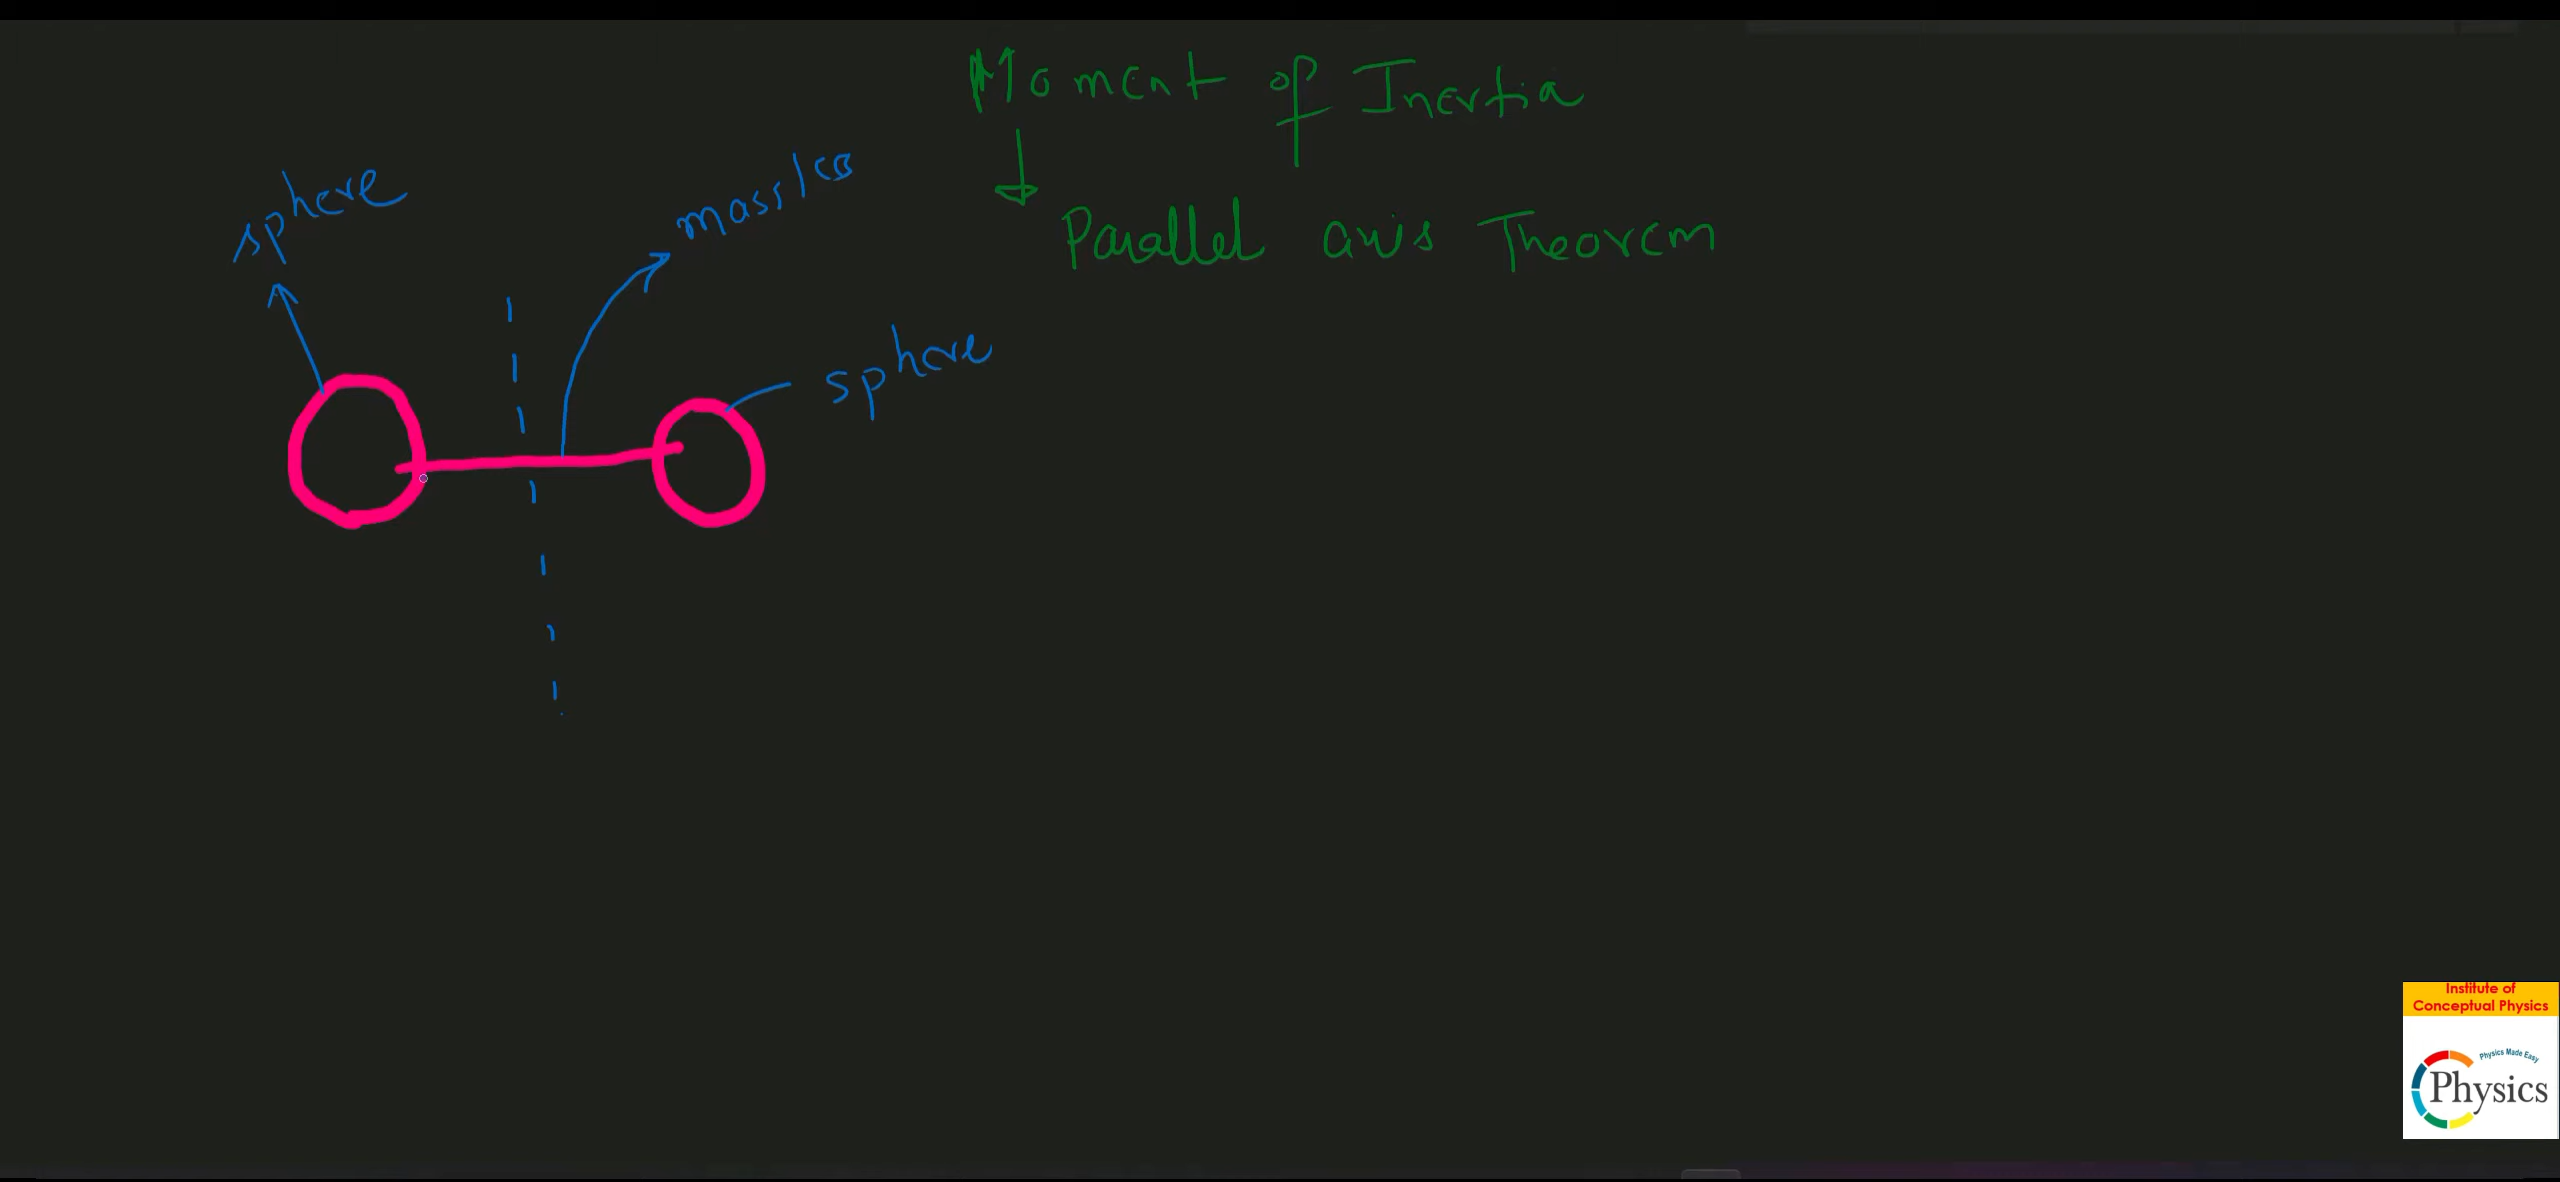 Moment of Inertia
Parallel axis Theorem
sphere
massless
sphere
Institute of
Conceptual Physics
Physics Made Easy
Physics